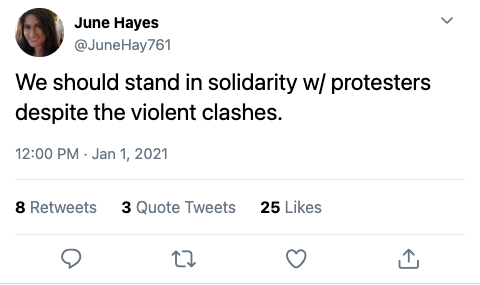 June Hayes
@JuneHay761
We should stand in solidarity w/ protesters
despite the violent clashes.
12:00 PM · Jan 1, 2021
8 Retweets 3 Quote Tweets 25 Likes